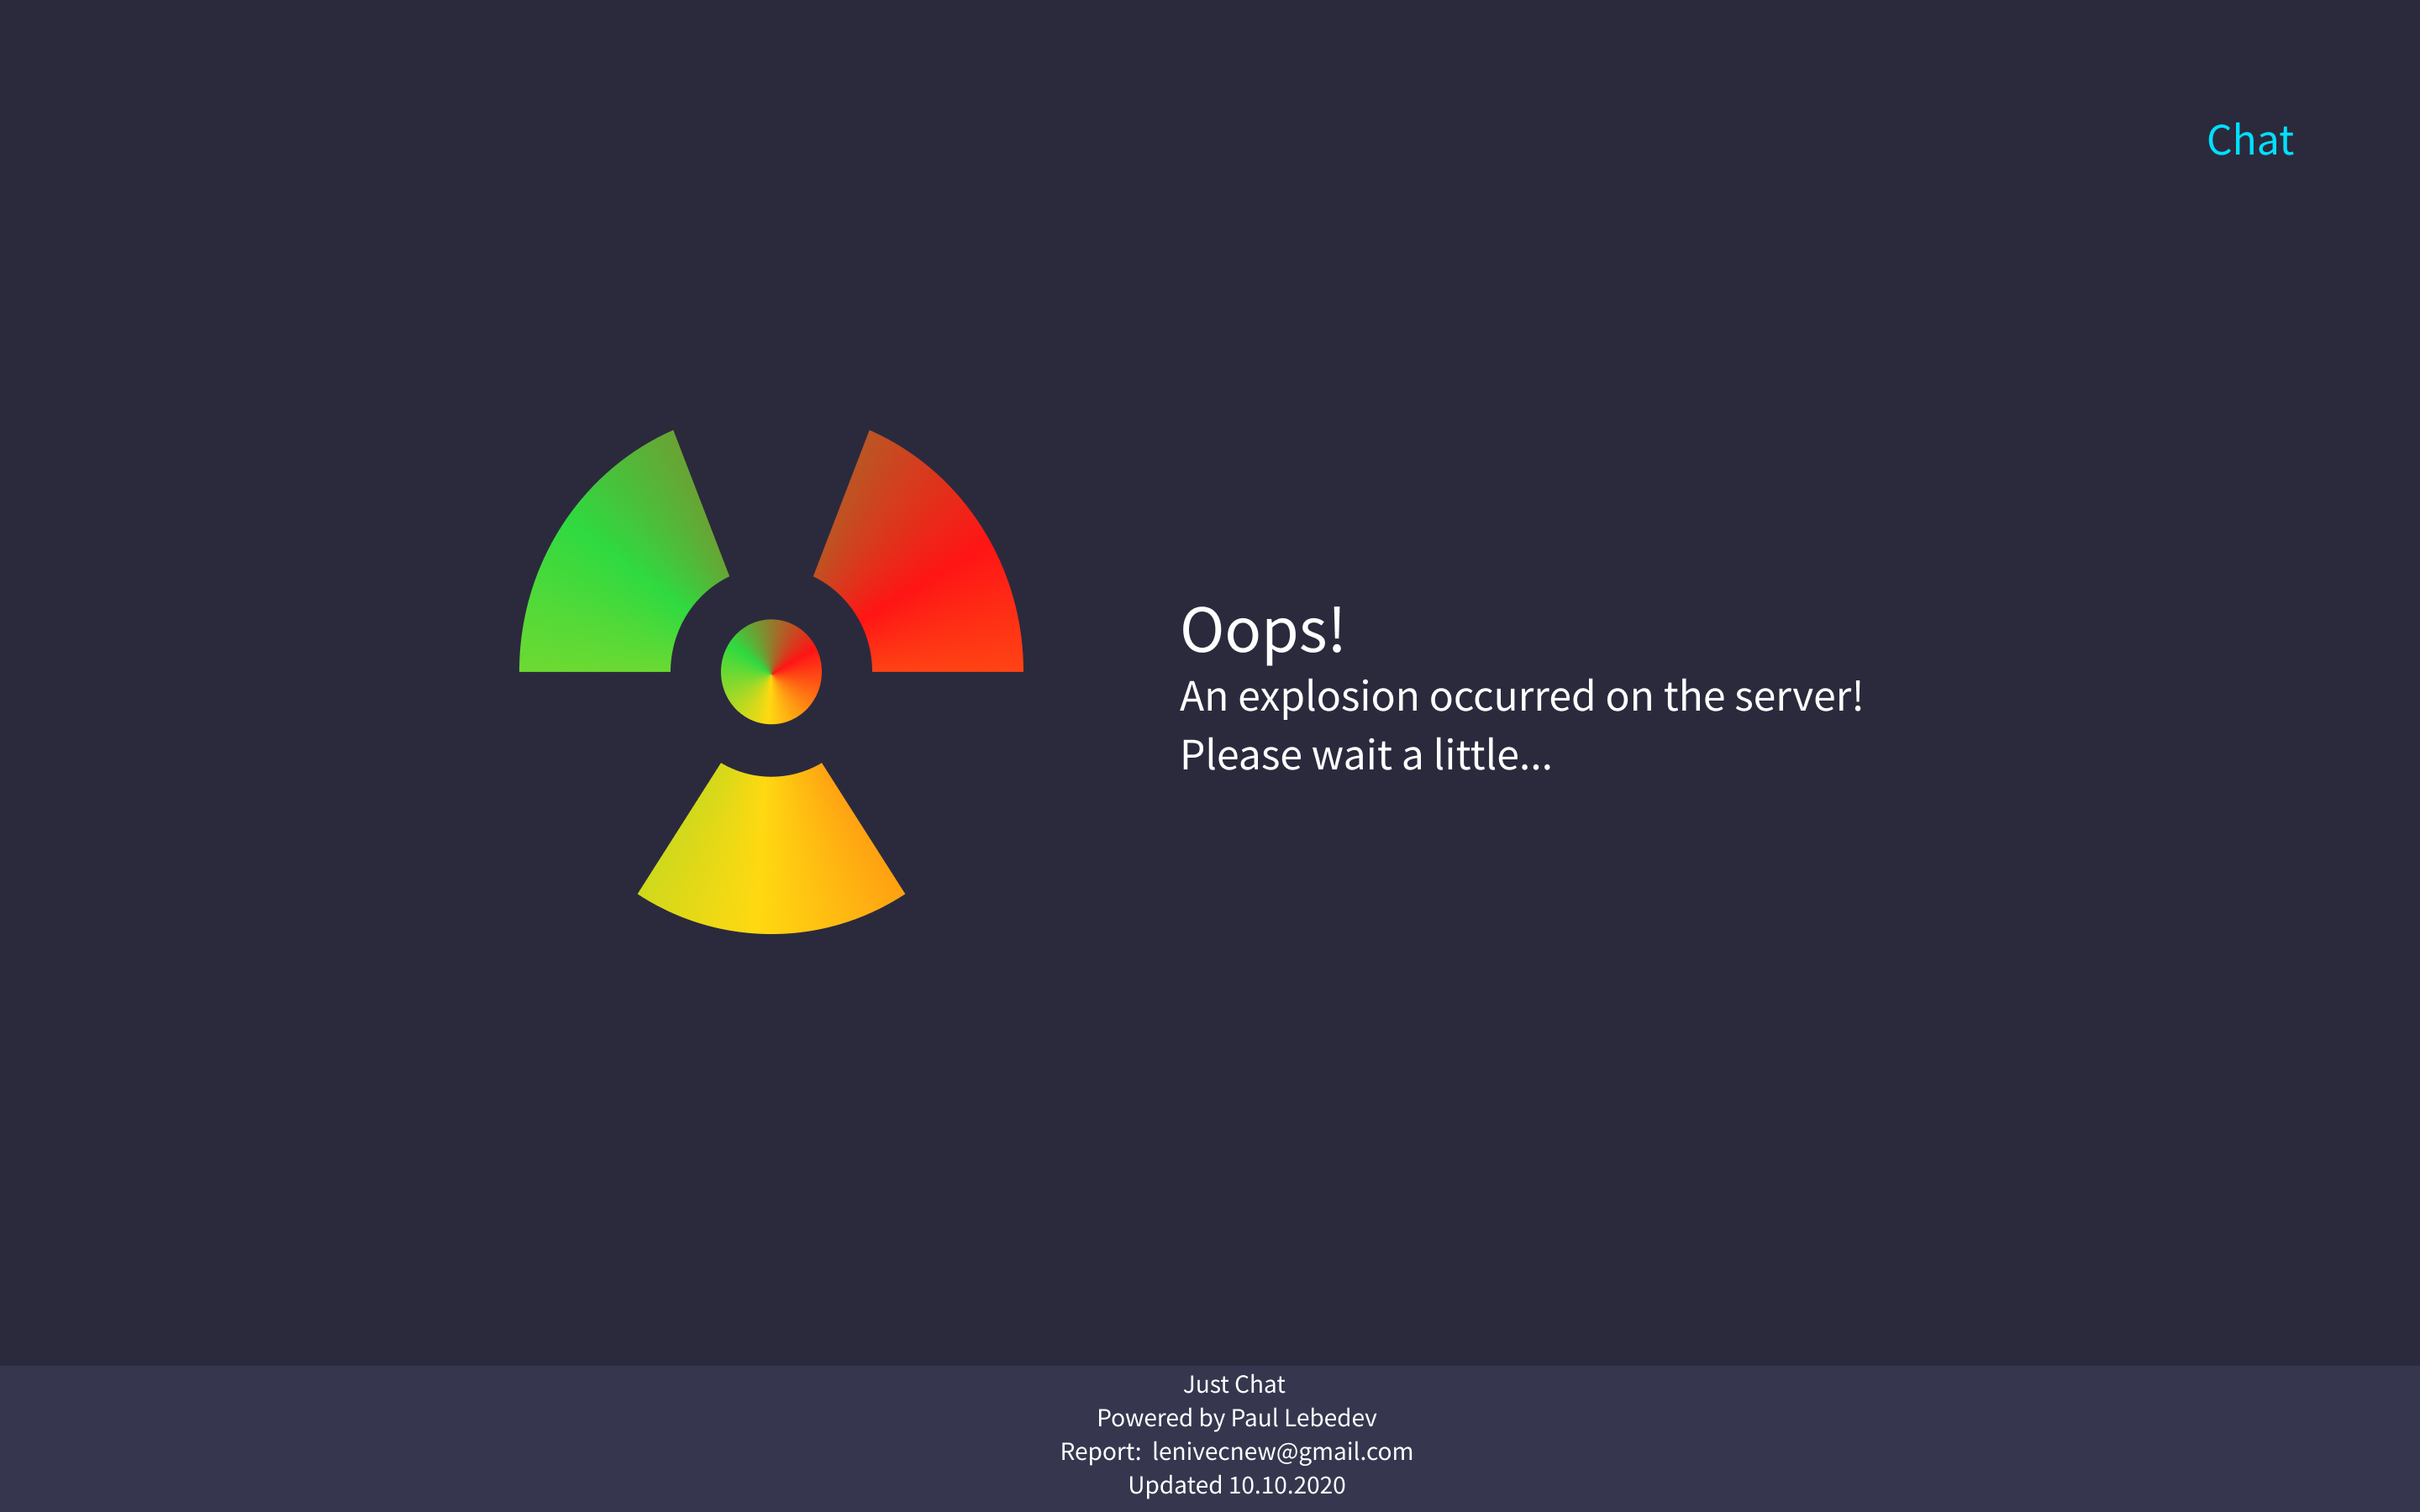 Chat
Oops!
An explosion occurred on the server!
Please wait a little...
Just Chat
Powered by Paul Lebedev
Report: lenivecnew@gmail.com
Updated 10.10.2020